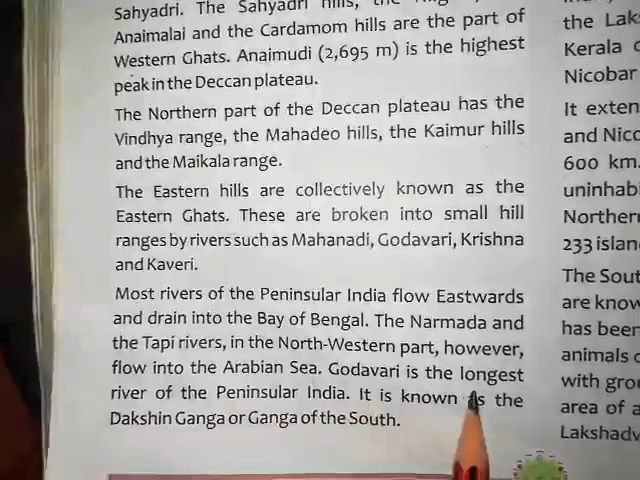 Sahyadri. The Sahyadri hills, the
Anaimalai and the Cardamom hills are the part of
Western Ghats. Anaimudi (2,695 m) is the highest
peak in the Deccan plateau.
The Northern part of the Deccan plateau has the
Vindhya range, the Mahadeo hills, the Kaimur hills
and the Maikala range.
The Eastern hills are collectively known as the
Eastern Ghats. These are broken into small hill
ranges by rivers such as Mahanadi, Godavari, Krishna
and Kaveri.
Most rivers of the Peninsular India flow Eastwards
and drain into the Bay of Bengal. The Narmada and
the Tapi rivers, in the North-Western part, however,
flow into the Arabian Sea. Godavari is the longest
river of the Peninsular India. It is known as the
Dakshin Ganga or Ganga of the South.
the Lak
Kerala
Nicobar
It exten
and Nico
600 km.
uninhabi
Northern
233 islan
The Sout
are know
has been
animals
with gro
area of a
Lakshadw